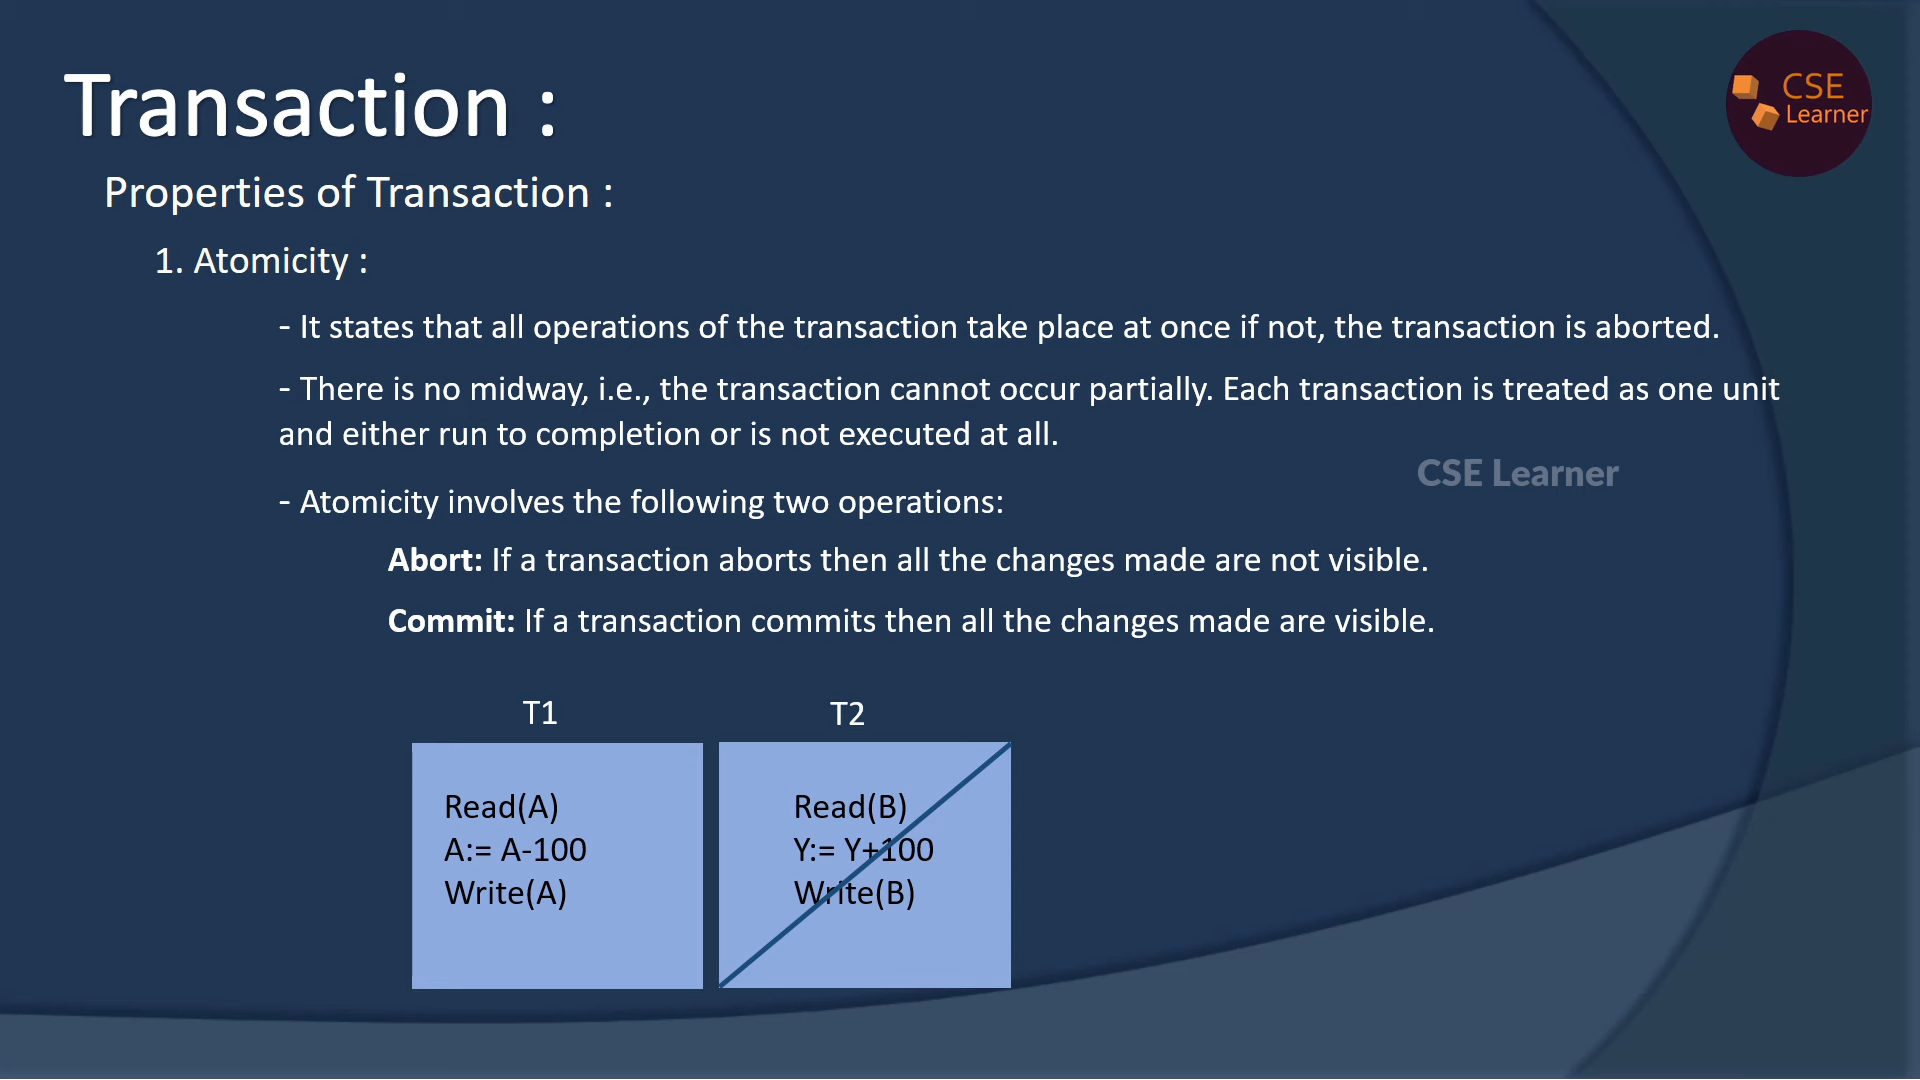 Transaction :
CSE
Learner
Properties of Transaction :
1. Atomicity :
- It states that all operations of the transaction take place at once if not, the transaction is aborted.
- There is no midway, i.e., the transaction cannot occur partially. Each transaction is treated as one unit
and either run to completion or is not executed at all.
CSE Learner
- Atomicity involves the following two operations:
Abort: If a transaction aborts then all the changes made are not visible.
Commit: If a transaction commits then all the changes made are visible.
T1
Read(A)
A:= A-100
Write(A)
T2
Read(B)
Y:= Y+100
Write(B)